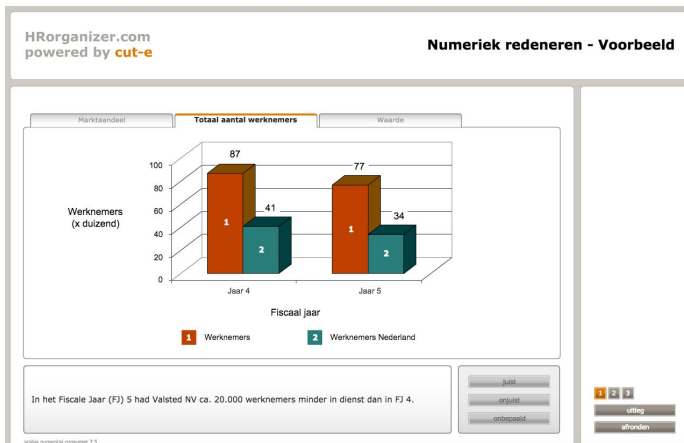 HRorganizer.com
powered by cut-e
Numeriek redeneren - Voorbeeld
Marktaandeel
Totaal aantal werknemers
Waarde
Werknemers
(x duizend)
100
80
60
40
20
0
87
41
77
34
1
2
1
2
Jaar 4
Jaar 5
Fiscaal jaar
1 Werknemers
2 Werknemers Nederland
In het Fiscale Jaar (FJ) 5 had Valsted NV ca. 20.000 werknemers minder in dienst dan in FJ 4.
juist
onjuist
onbepaald
1 2 3
uitleg
afronden